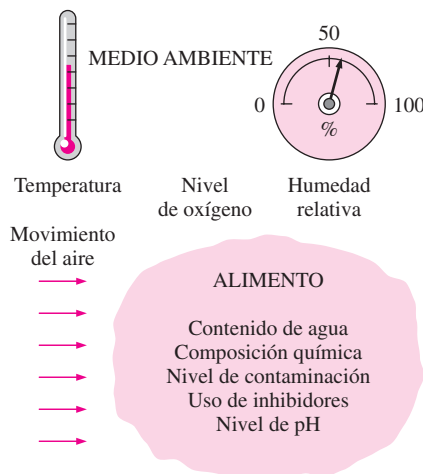 50
MEDIO AMBIENTE
0
100
%
Temperatura
Nivel
de oxígeno
Humedad
relativa
Movimiento
del aire
ALIMENTO
Contenido de agua
Composición química
Nivel de contaminación
Uso de inhibidores
Nivel de pH